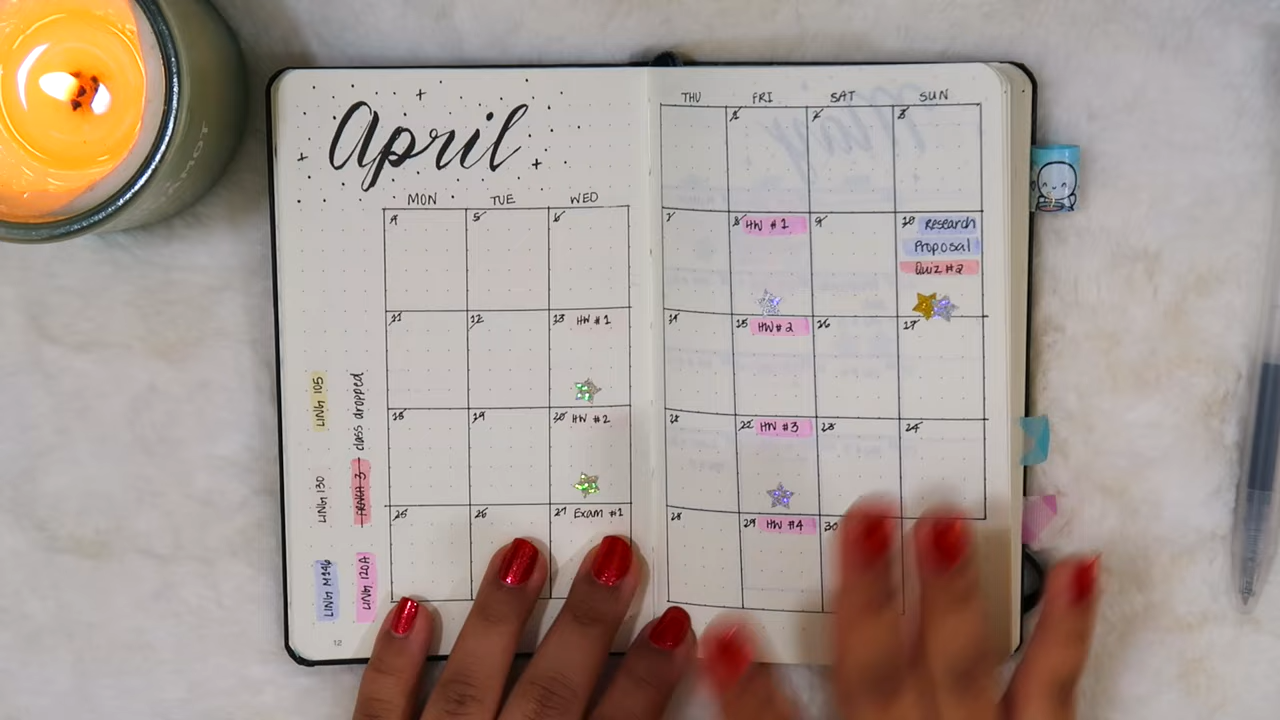 April
MON TUE WED
THU FRI SAT SUN
1 2 3
4 5 6
7 8 HW #1 9 10 Research
Proposal
Quiz #2
11 12 13 HW #1
14 15 HW #2 16 17
18 19 20 HW #2
21 22 HW #3 23 24
25 26 27 Exam #1
28 29 HW #4 30
LING 105
LING 130
class dropped
LING M146
LING 120A
12